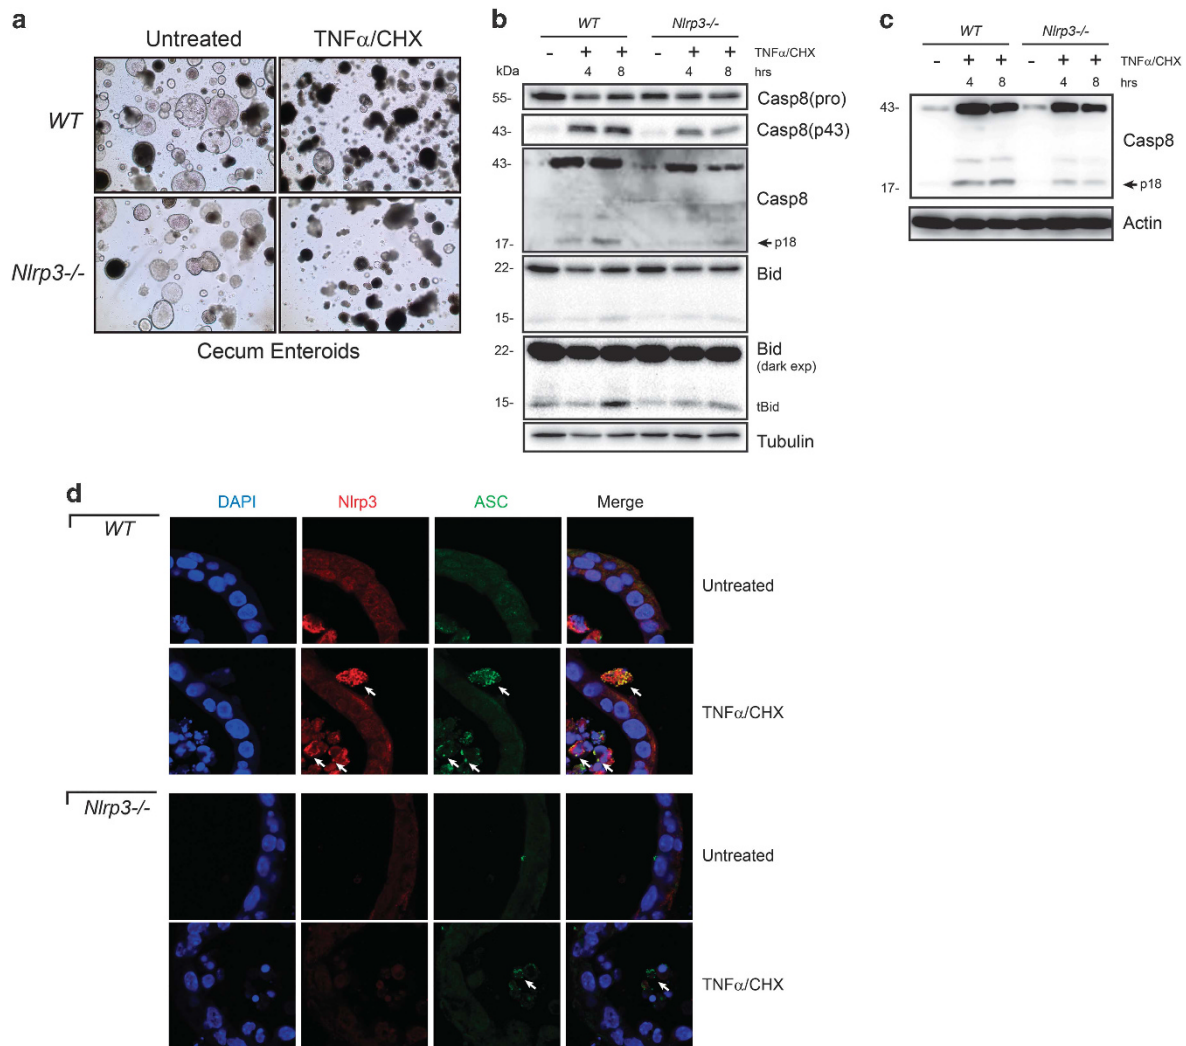 a
Untreated TNFα/CHX
WT
Nlrp3-/-
Cecum Enteroids
b
WT Nlrp3-/-
- + + - + + TNFα/CHX
kDa 4 8 4 8 hrs
55- Casp8(pro)
43- Casp8(p43)
43-
Casp8
17- p18
22- Bid
15-
22- Bid
(dark exp)
15- tBid
Tubulin
c
WT Nlrp3-/-
- + + - + + TNFα/CHX
4 8 4 8 hrs
43-
Casp8
17- p18
Actin
d
DAPI Nlrp3 ASC Merge
WT
Untreated
TNFα/CHX
Nlrp3-/-
Untreated
TNFα/CHX